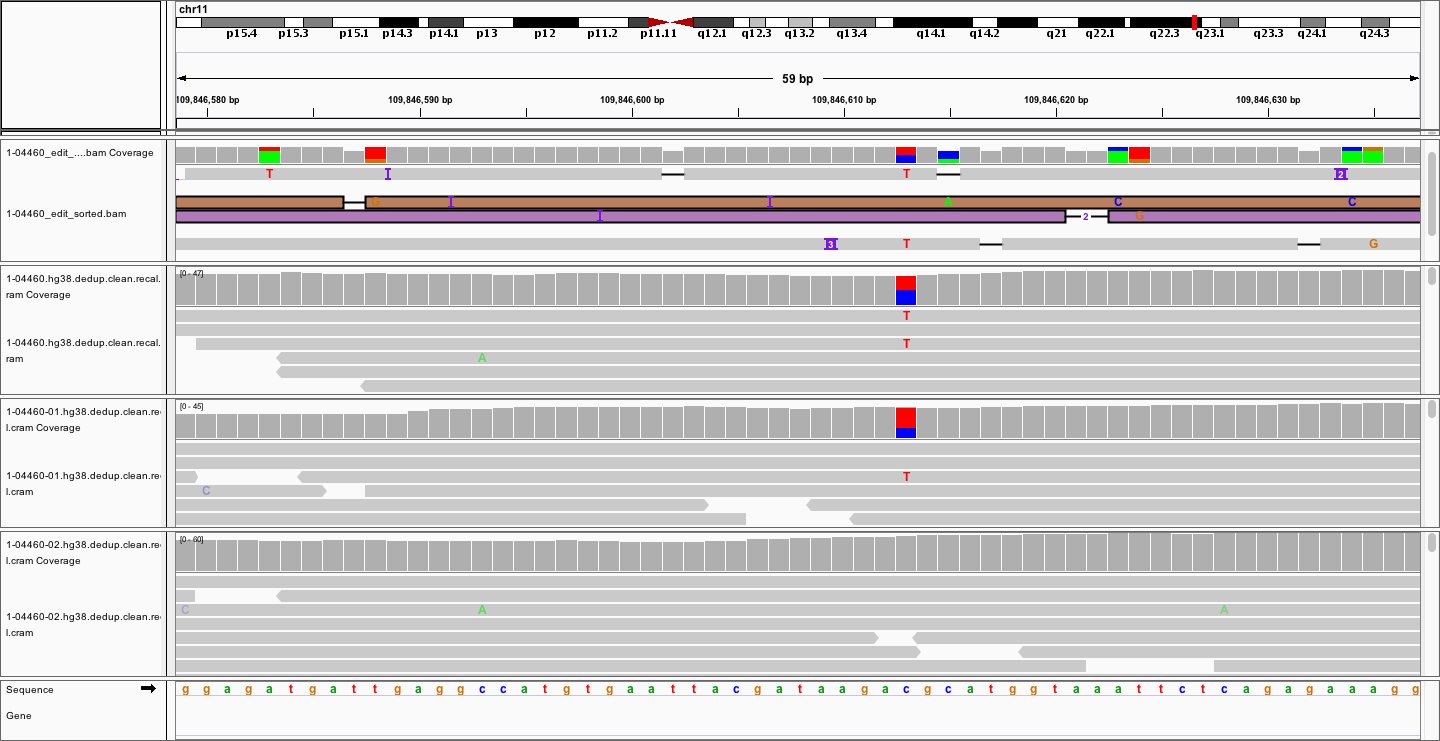 chr11
p15.4 p15.3 p15.1 p14.3 p14.1 p13 p12 p11.2 p11.11 q12.1 q12.3 q13.2 q13.4 q14.1 q14.2 q21 q22.1 q22.3 q23.1 q23.3 q24.1 q24.3
59 bp
109,846,580 bp 109,846,590 bp 109,846,600 bp 109,846,610 bp 109,846,620 bp 109,846,630 bp
1-04460_edit_....bam Coverage
T I T 2
G I I A C C
1-04460_edit_sorted.bam
I 2 G
3 T G
[0 - 47]
1-04460.hg38.dedup.clean.recal.
ram Coverage
T
1-04460.hg38.dedup.clean.recal.
ram
T
A
[0 - 45]
1-04460-01.hg38.dedup.clean.re
l.cram Coverage
1-04460-01.hg38.dedup.clean.re
l.cram
T
C
[0 - 60]
1-04460-02.hg38.dedup.clean.re
l.cram Coverage
C A A
1-04460-02.hg38.dedup.clean.re
l.cram
Sequence
g g a g a t g a t t g a g g c c a t g t g a a t t a c g a t a a g a c g c a t g g t a a a t t c t c a g a g a a a g g
Gene